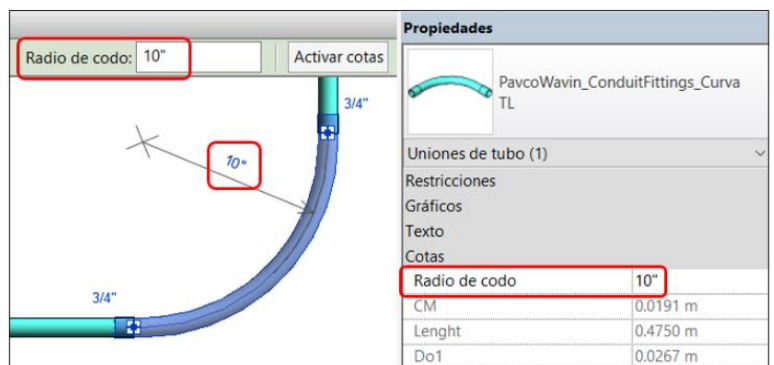 Radio de codo: 10"
Activar cotas
3/4"
10"
3/4"
Propiedades
PavcoWavin_ConduitFittings_Curva
TL
Uniones de tubo (1)
Restricciones
Gráficos
Texto
Cotas
Radio de codo 10"
CM 0.0191 m
Lenght 0.4750 m
Do1 0.0267 m